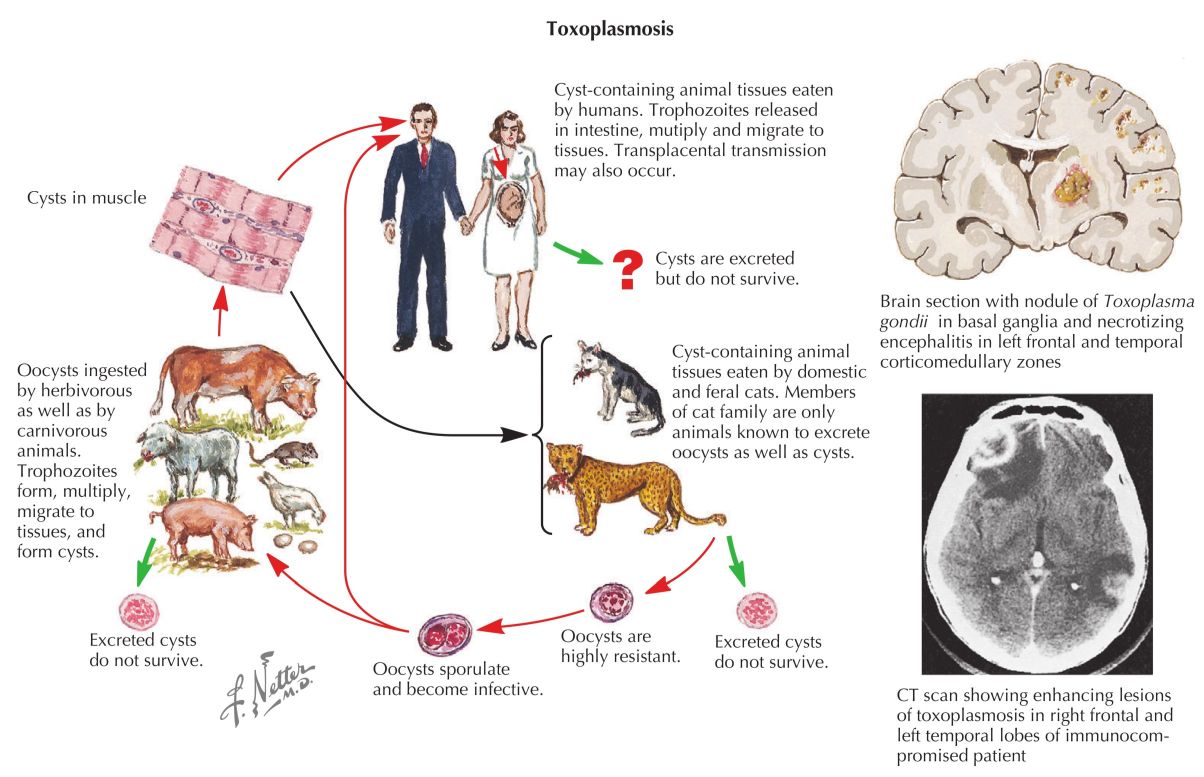 Toxoplasmosis
Cyst-containing animal tissues eaten
by humans. Trophozoites released
in intestine, mutiply and migrate to
tissues. Transplacental transmission
may also occur.
Cysts in muscle
?
Cysts are excreted
but do not survive.
Oocysts ingested
by herbivorous
as well as by
carnivorous
animals.
Trophozoites
form, multiply,
migrate to
tissues, and
form cysts.
Cyst-containing animal
tissues eaten by domestic
and feral cats. Members
of cat family are only
animals known to excrete
oocysts as well as cysts.
Excreted cysts
do not survive.
Oocysts sporulate
and become infective.
Oocysts are
highly resistant.
Excreted cysts
do not survive.
F. Netter
M.D.
Brain section with nodule of Toxoplasma
gondii in basal ganglia and necrotizing
encephalitis in left frontal and temporal
corticomedullary zones
CT scan showing enhancing lesions
of toxoplasmosis in right frontal and
left temporal lobes of immunocom-
promised patient